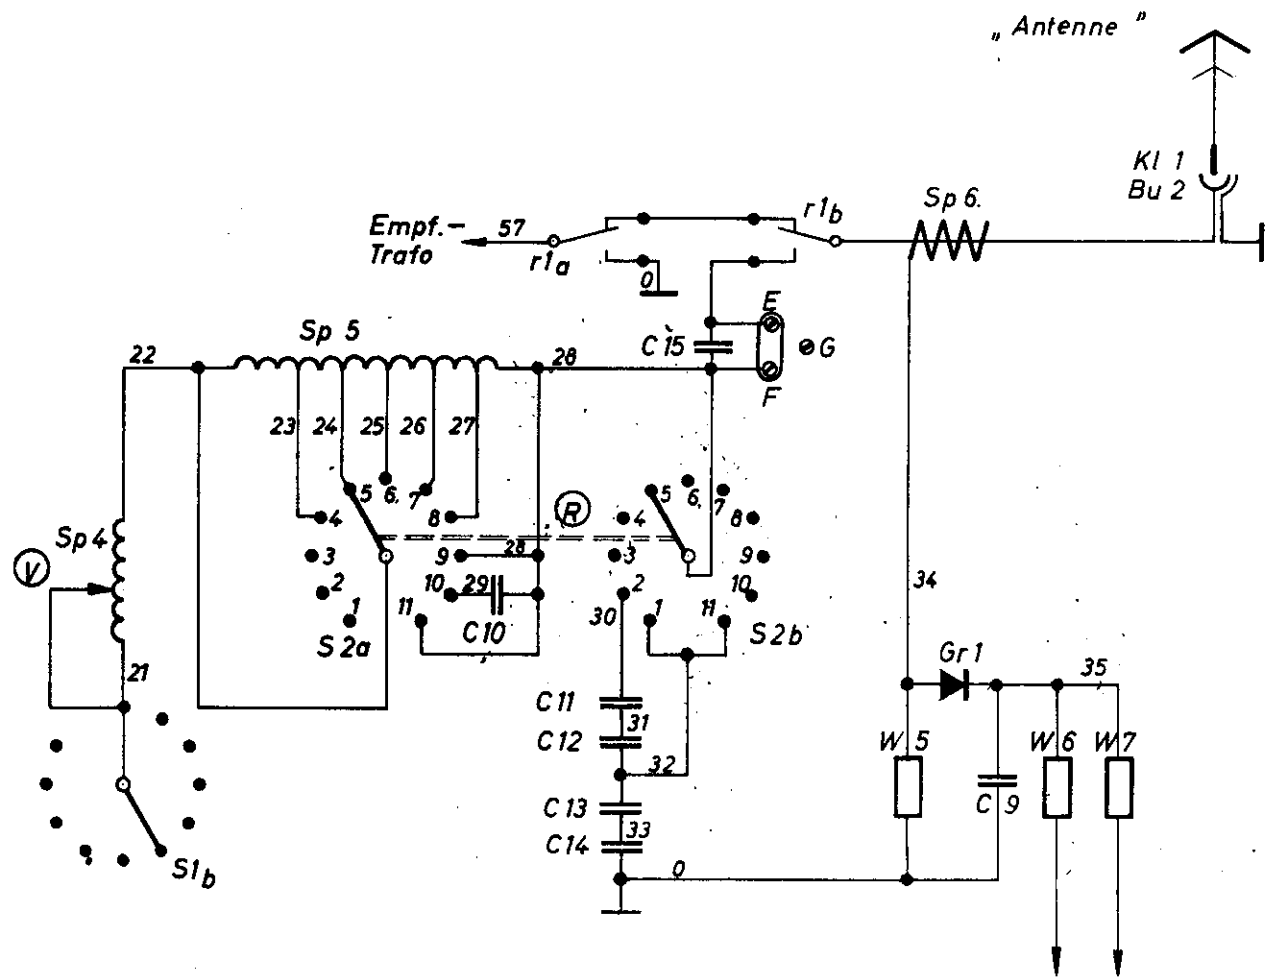 „ Antenne ”
Kl 1
Bu 2
Sp 6.
r1b
Empf.-
Trafo
57
r1a
0
E
C 15
G
F
Sp 5
22
28
23
24
25
26
27
R
5
6.
7
4
8
3
9
28
2
10
29
1
11
C10
S2a
5
6.
7
4
8
3
9
2
10
1
11
30
S2b
Sp 4
V
21
S1b
34
Gr 1
35
C 11
31
C 12
32
C 13
33
C 14
0
W 5
C 9
W 6
W 7